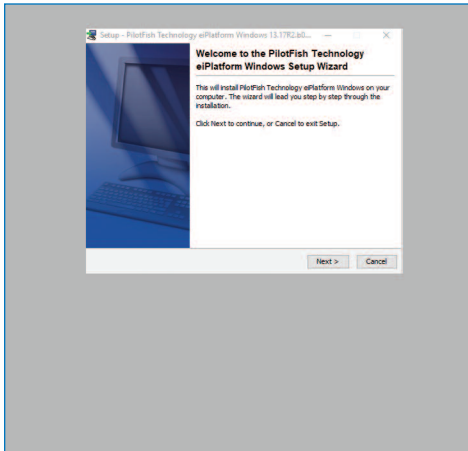 Setup - PilotFish Technology eiPlatform Windows 13.17R2.b0...
Welcome to the PilotFish Technology
eiPlatform Windows Setup Wizard
This will install PilotFish Technology eiPlatform Windows on your
computer. The wizard will lead you step by step through the
installation.
Click Next to continue, or Cancel to exit Setup.
Next > Cancel